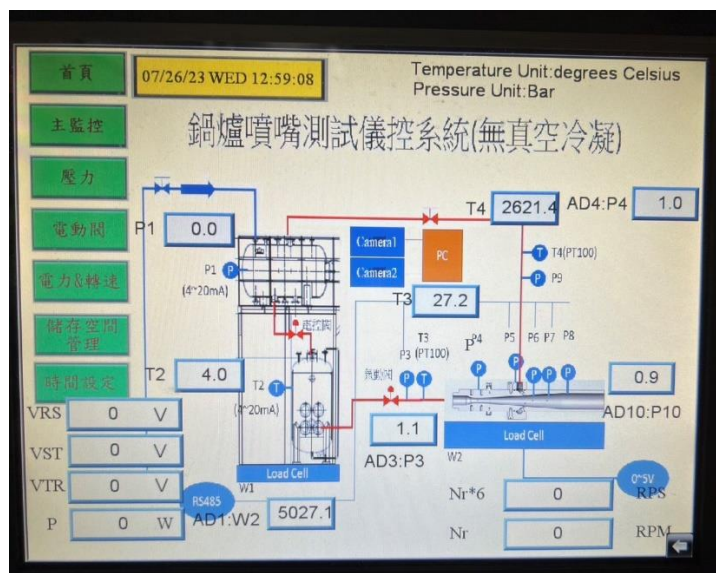 首頁
07/26/23 WED 12:59:08
Temperature Unit:degrees Celsius
Pressure Unit:Bar
主監控
鍋爐噴嘴測試儀控系統(無真空冷凝)
壓力
電動閥
電力&轉速
儲存空間
管理
時間設定
P1
0.0
T4
2621.4
AD4:P4
1.0
Camera1
Camera2
PC
T
T4(PT100)
P
P9
P1
P
(4~20mA)
T3
27.2
P5
P6
P7
P8
電控閥
T3
P3
(PT100)
P
P4
P
P
P
P
P
T2
4.0
T2
T
(4~20mA)
氣動閥
P
T
0.9
AD10:P10
1.1
AD3:P3
Load Cell
W2
VRS
0
V
VST
0
V
VTR
0
V
P
0
W
RS485
Load Cell
W1
AD1:W2
5027.1
0~5V
Nr*6
0
RPS
Nr
0
RPM